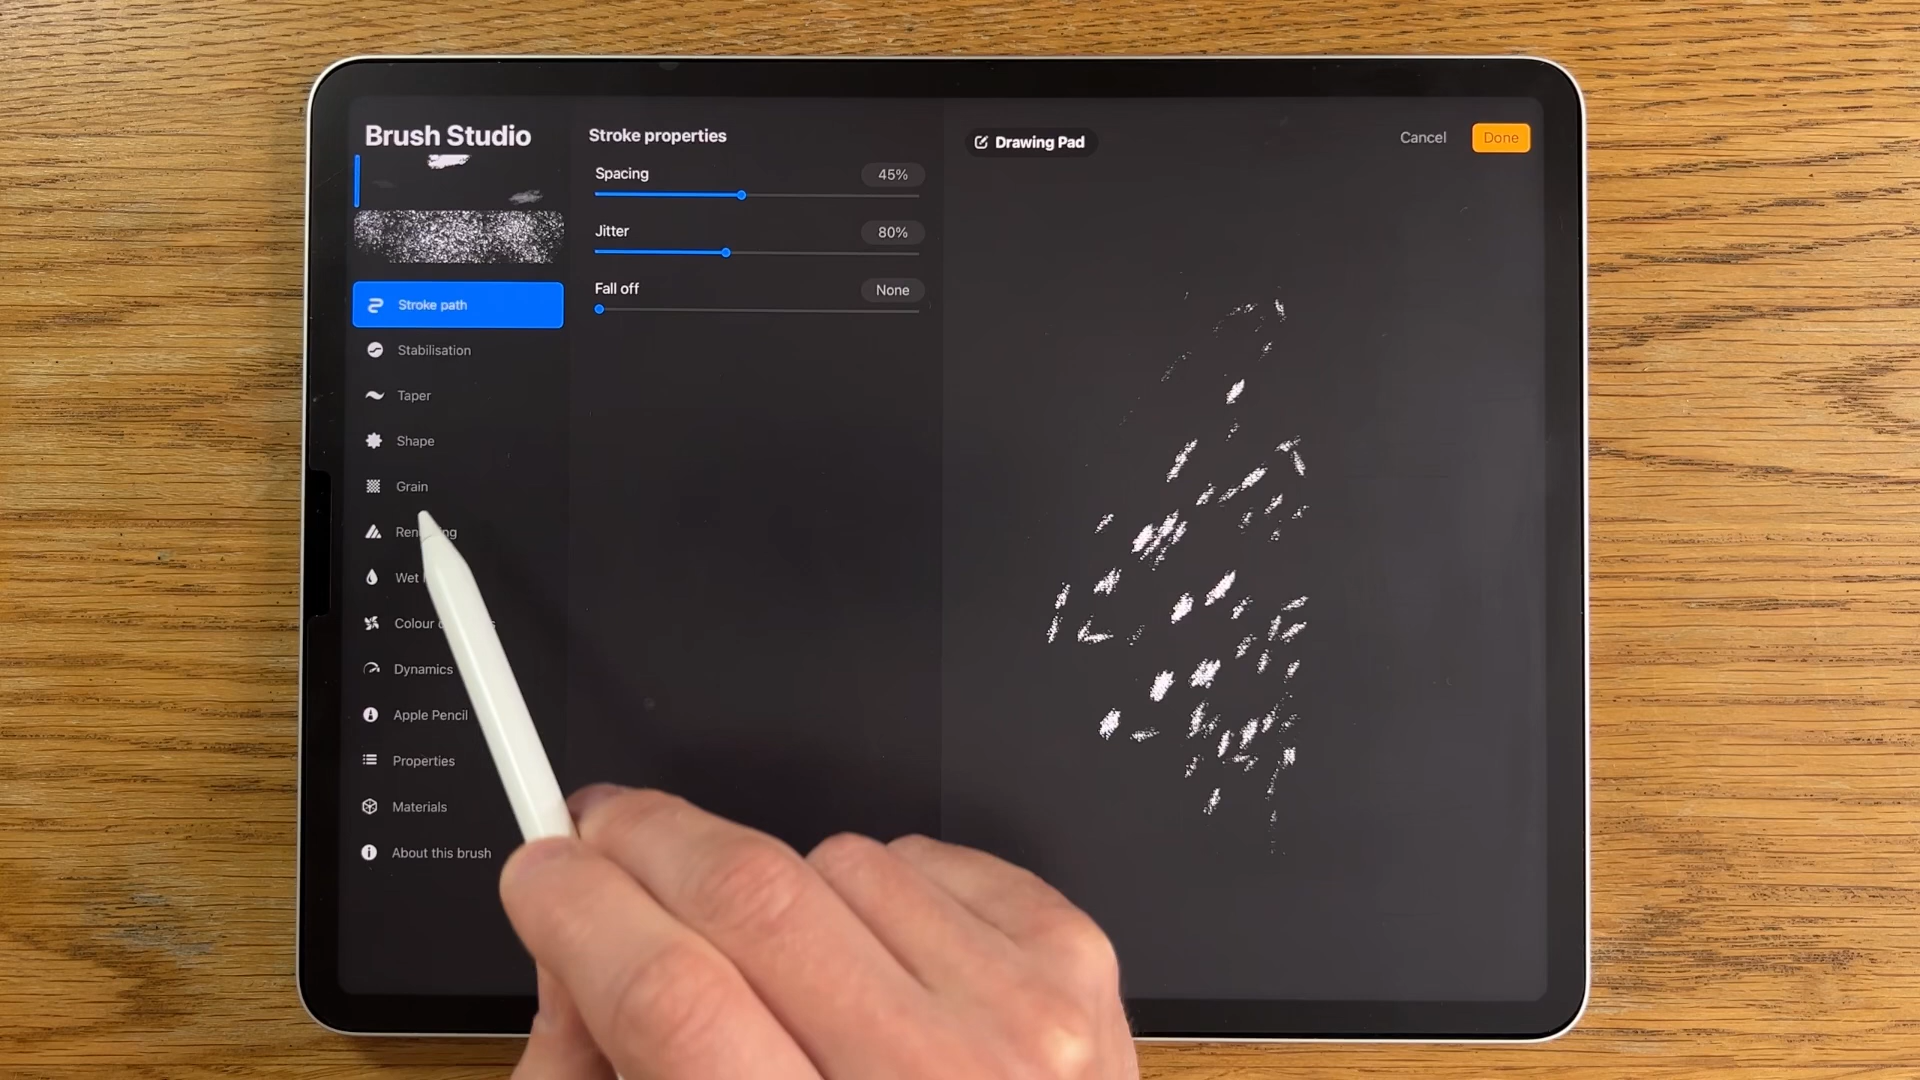 Brush Studio
Stroke path
Stabilisation
Taper
Shape
Grain
Wet
Colour
Dynamics
Apple Pencil
Properties
Materials
About this brush
Stroke properties
Spacing 45%
Jitter 80%
Fall off None
Drawing Pad
Cancel Done